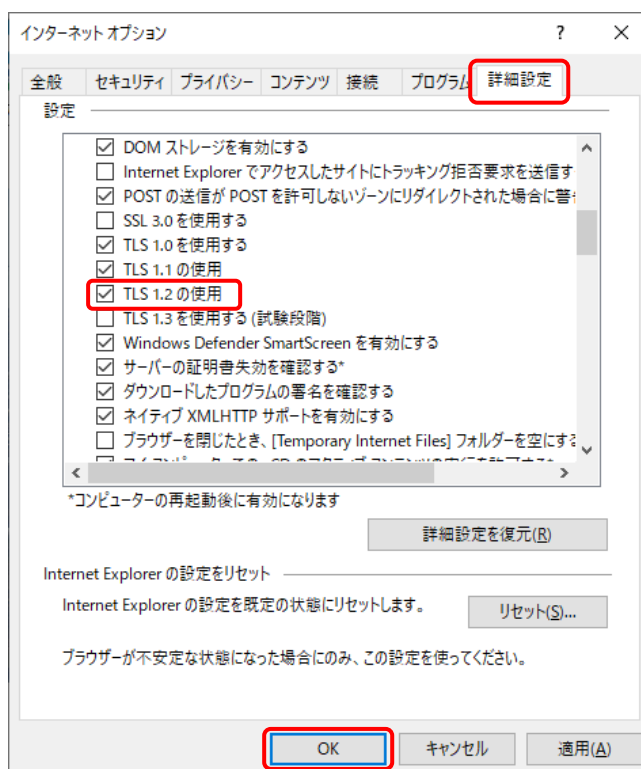 インターネット オプション ? ×
全般 セキュリティ プライバシー コンテンツ 接続 プログラム 詳細設定
設定
DOM ストレージを有効にする
Internet Explorer でアクセスしたサイトにトラッキング拒否要求を送信す
POST の送信が POST を許可しないゾーンにリダイレクトされた場合に警
SSL 3.0 を使用する
TLS 1.0 を使用する
TLS 1.1 の使用
TLS 1.2 の使用
TLS 1.3 を使用する (試験段階)
Windows Defender SmartScreen を有効にする
サーバーの証明書失効を確認する*
ダウンロードしたプログラムの署名を確認する
ネイティブ XMLHTTP サポートを有効にする
ブラウザーを閉じたとき、[Temporary Internet Files] フォルダーを空にする
*コンピューターの再起動後に有効になります
詳細設定を復元(R)
Internet Explorer の設定をリセット
Internet Explorer の設定を既定の状態にリセットします。
リセット(S)...
ブラウザーが不安定な状態になった場合にのみ、この設定を使ってください。
OK キャンセル 適用(A)